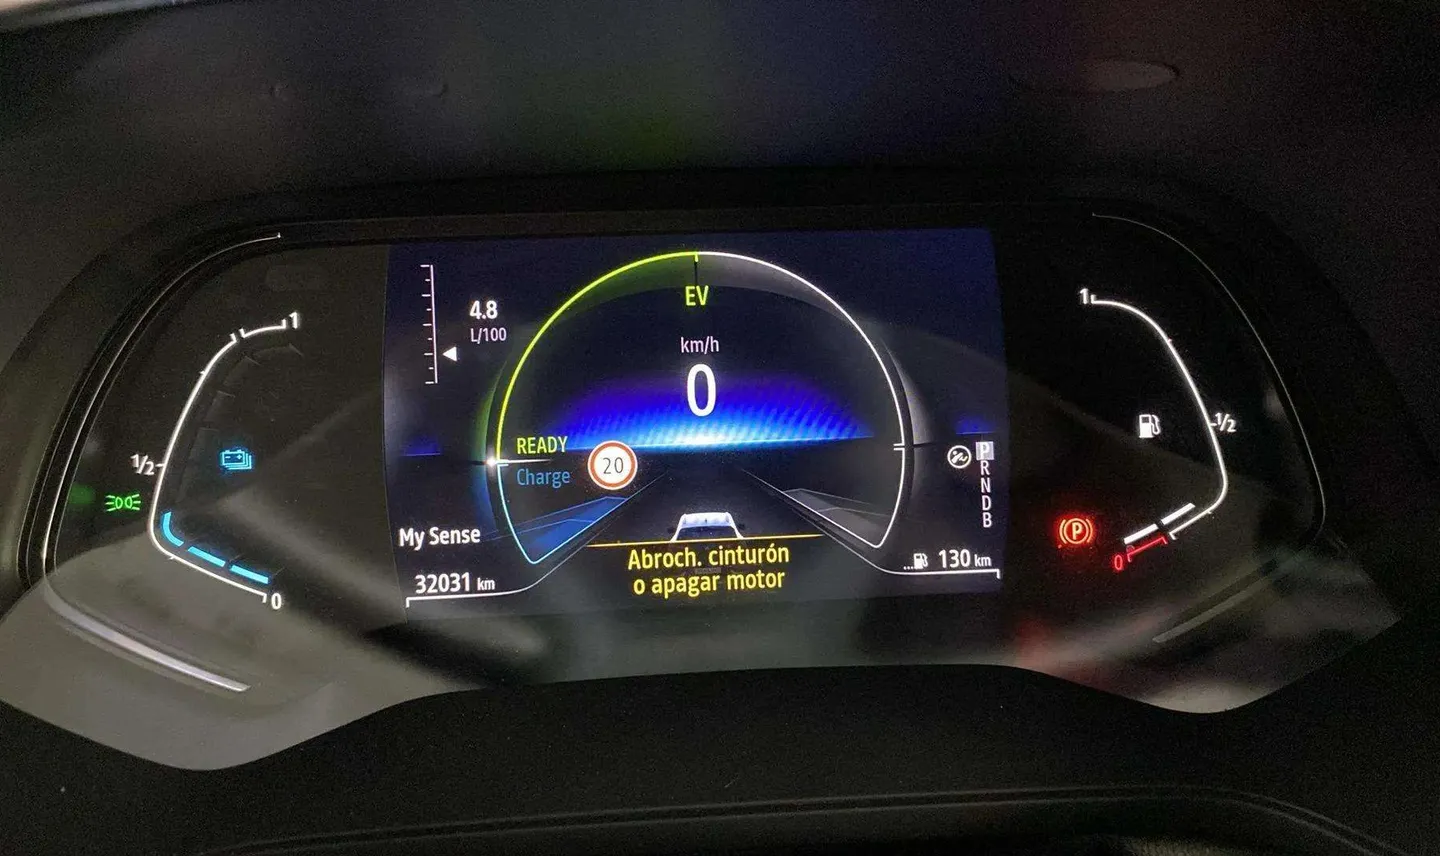 1
1/2
0
4.8
L/100
EV
km/h
0
READY
Charge
20
My Sense
32031 km
Abroch. cinturón
o apagar motor
P
R
N
D
B
...130 km
1
1/2
P
0